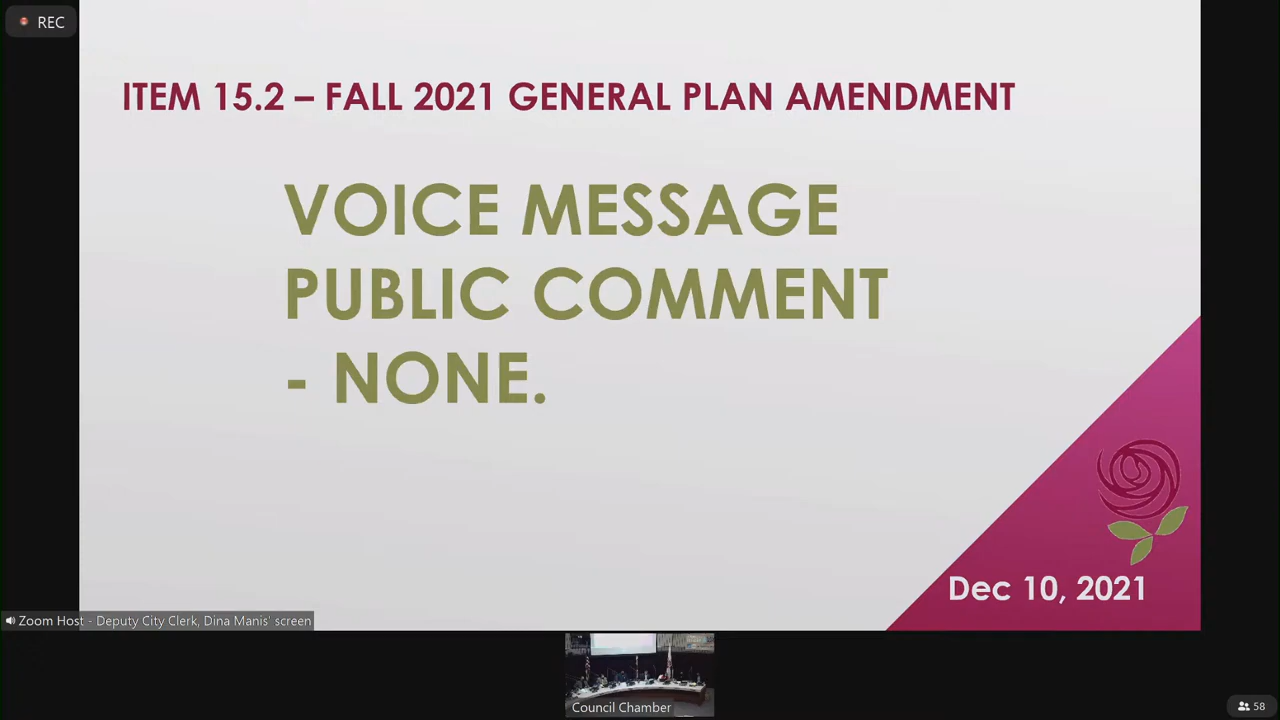 REC
ITEM 15.2 – FALL 2021 GENERAL PLAN AMENDMENT
VOICE MESSAGE
PUBLIC COMMENT
- NONE.
Dec 10, 2021
Zoom Host - Deputy City Clerk, Dina Manis' screen
Council Chamber
58